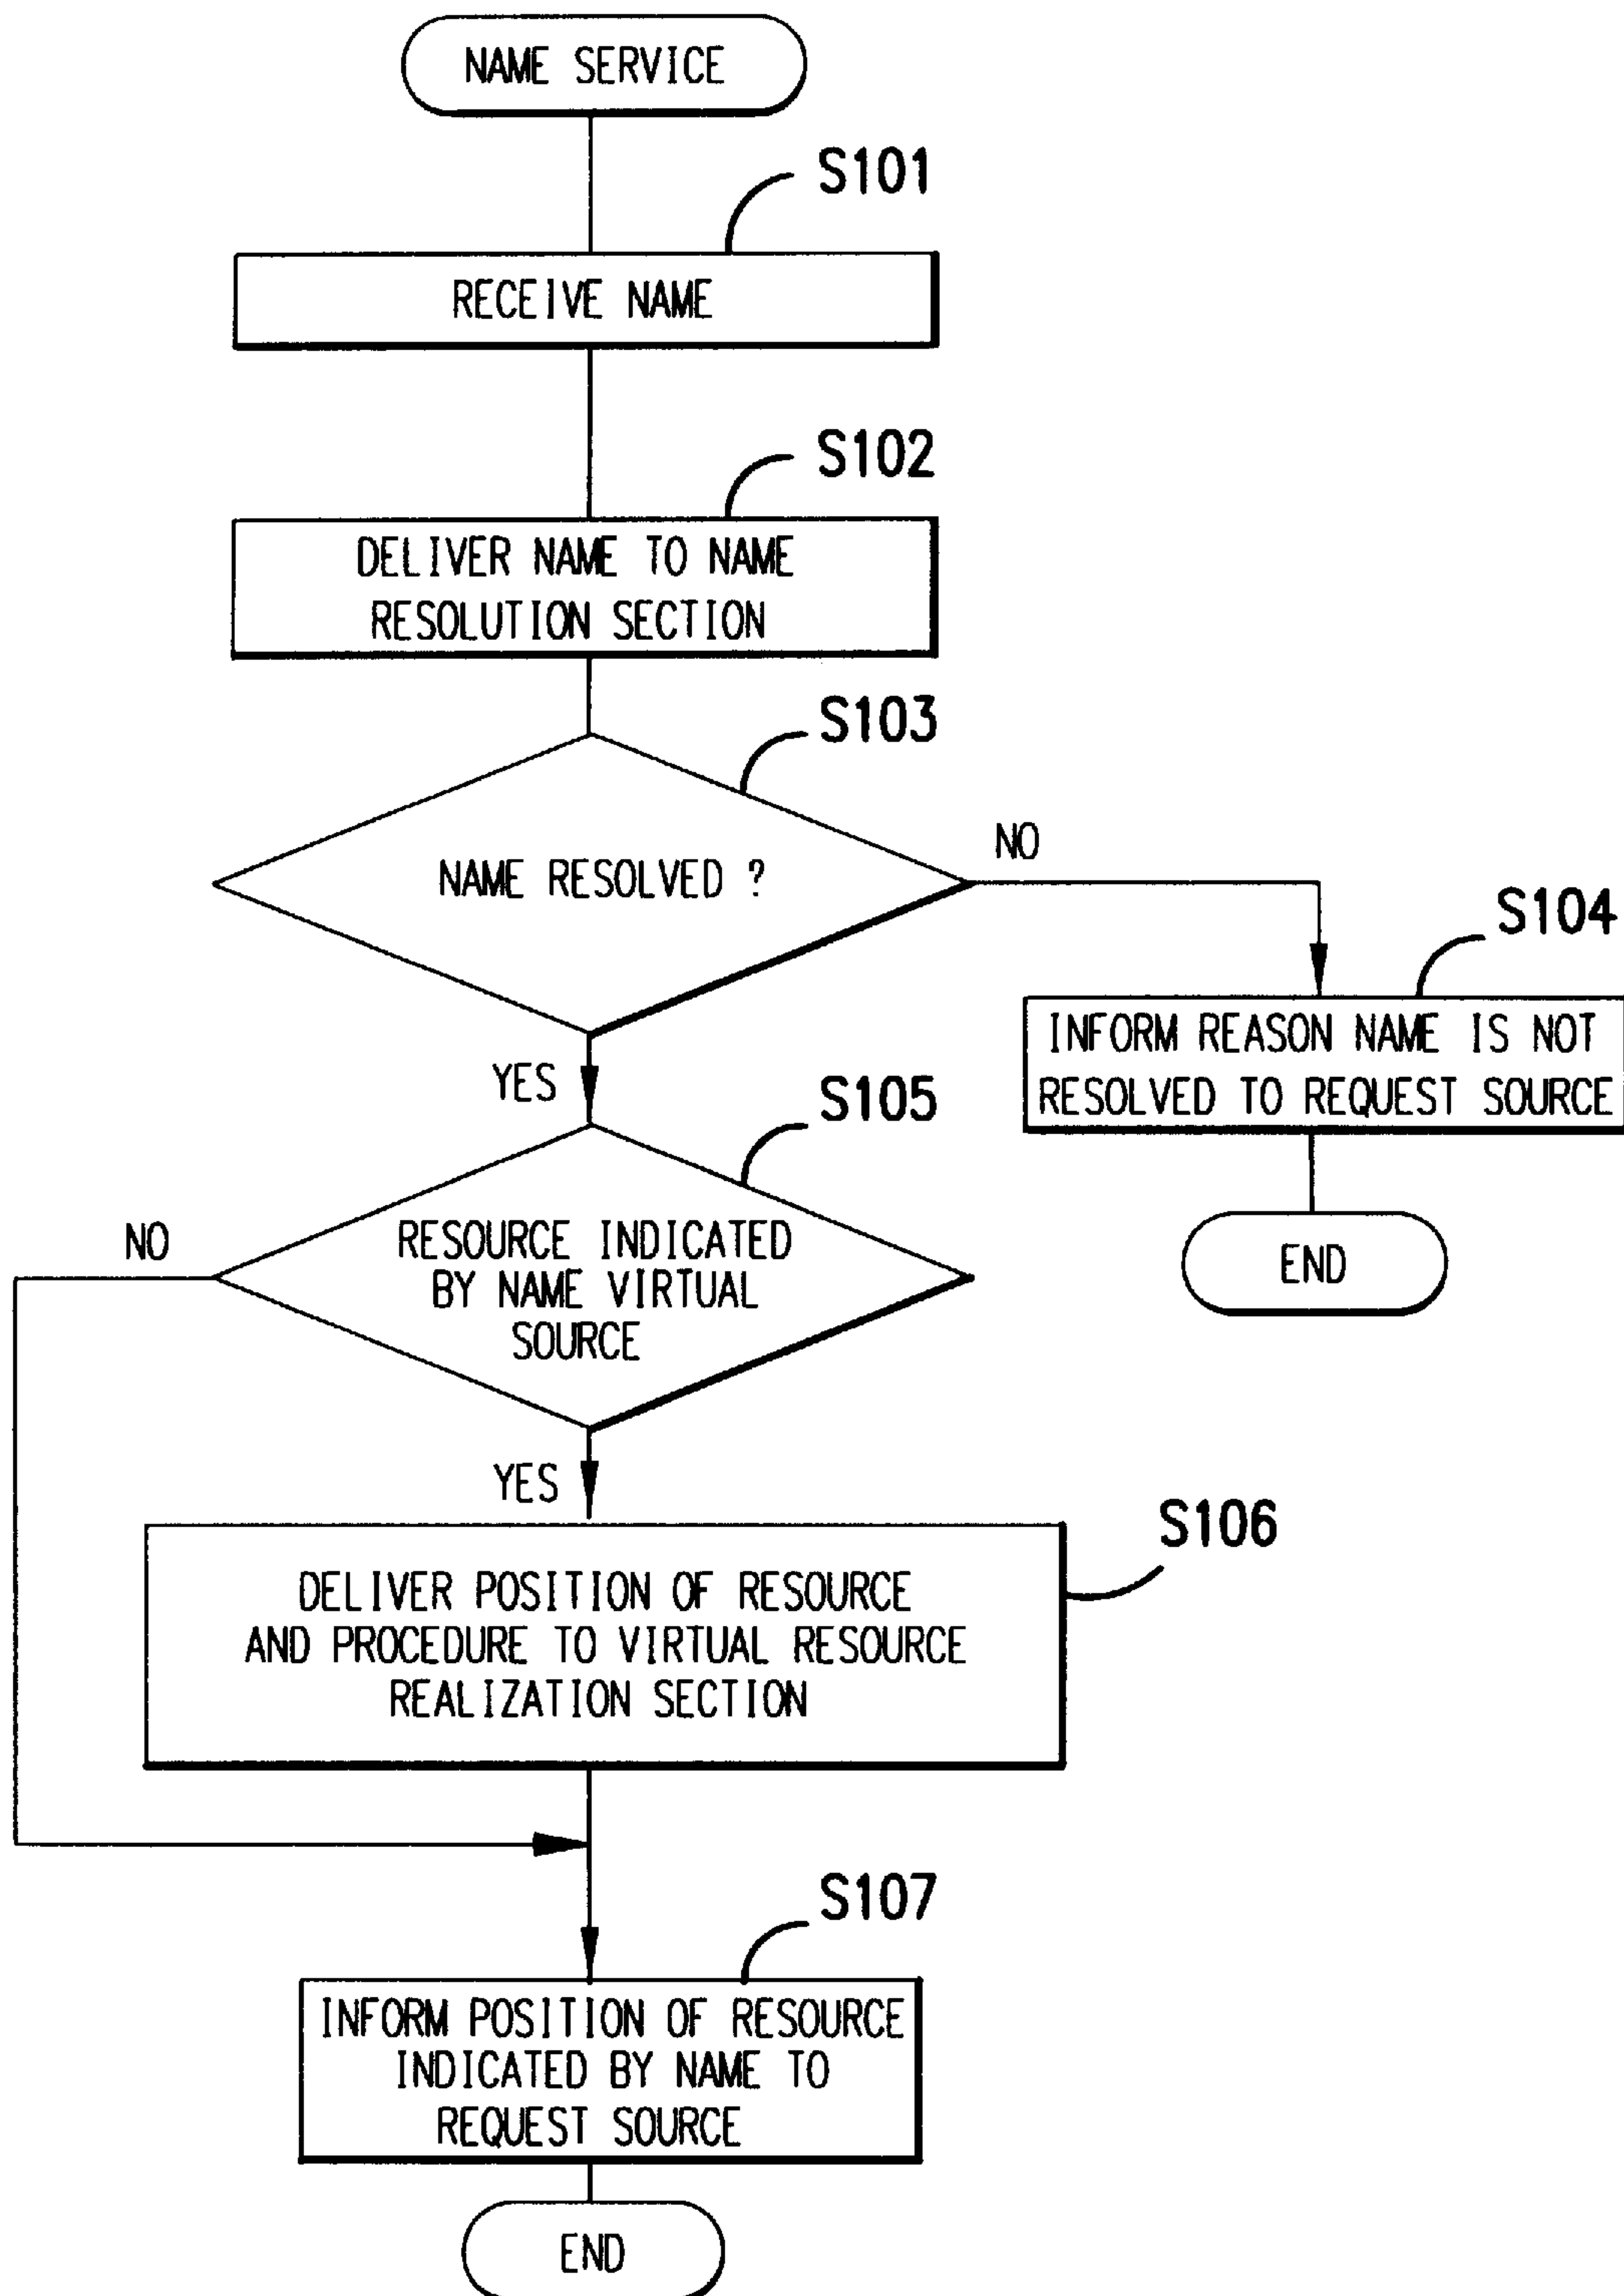 NAME SERVICE
S101
RECEIVE NAME
S102
DELIVER NAME TO NAME
RESOLUTION SECTION
S103
NAME RESOLVED ?
NO
S104
INFORM REASON NAME IS NOT
RESOLVED TO REQUEST SOURCE
END
YES
S105
RESOURCE INDICATED
BY NAME VIRTUAL
SOURCE
NO
YES
S106
DELIVER POSITION OF RESOURCE
AND PROCEDURE TO VIRTUAL RESOURCE
REALIZATION SECTION
S107
INFORM POSITION OF RESOURCE
INDICATED BY NAME TO
REQUEST SOURCE
END